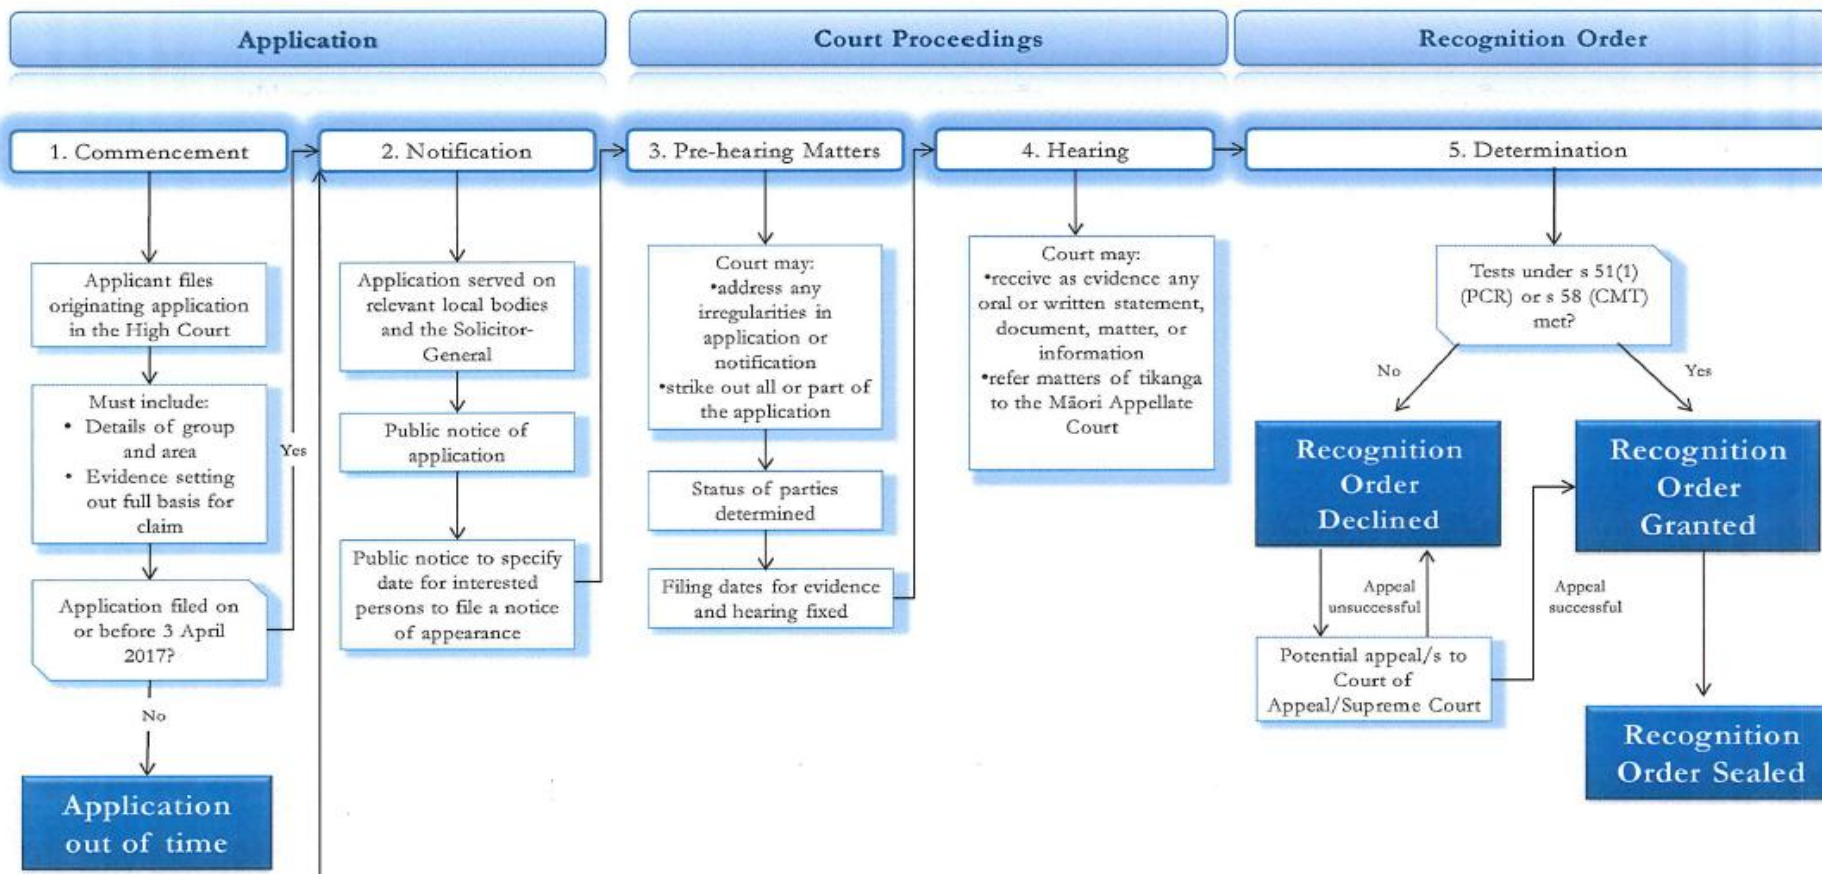 Application
Court Proceedings
Recognition Order
1. Commencement
2. Notification
3. Pre-hearing Matters
4. Hearing
5. Determination
Applicant files
originating application
in the High Court
Must include:
• Details of group
and area
• Evidence setting
out full basis for
claim
Application filed on
or before 3 April
2017?
Yes
No
Application
out of time
Application served on
relevant local bodies
and the Solicitor-
General
Public notice of
application
Public notice to specify
date for interested
persons to file a notice
of appearance
Court may:
•address any
irregularities in
application or
notification
•strike out all or part of
the application
Status of parties
determined
Filing dates for evidence
and hearing fixed
Court may:
•receive as evidence any
oral or written statement,
document, matter, or
information
•refer matters of tikanga
to the Māori Appellate
Court
Tests under s 51(1)
(PCR) or s 58 (CMT)
met?
No
Yes
Recognition
Order
Declined
Recognition
Order
Granted
Appeal
unsuccessful
Appeal
successful
Potential appeal/s to
Court of
Appeal/Supreme Court
Recognition
Order Sealed